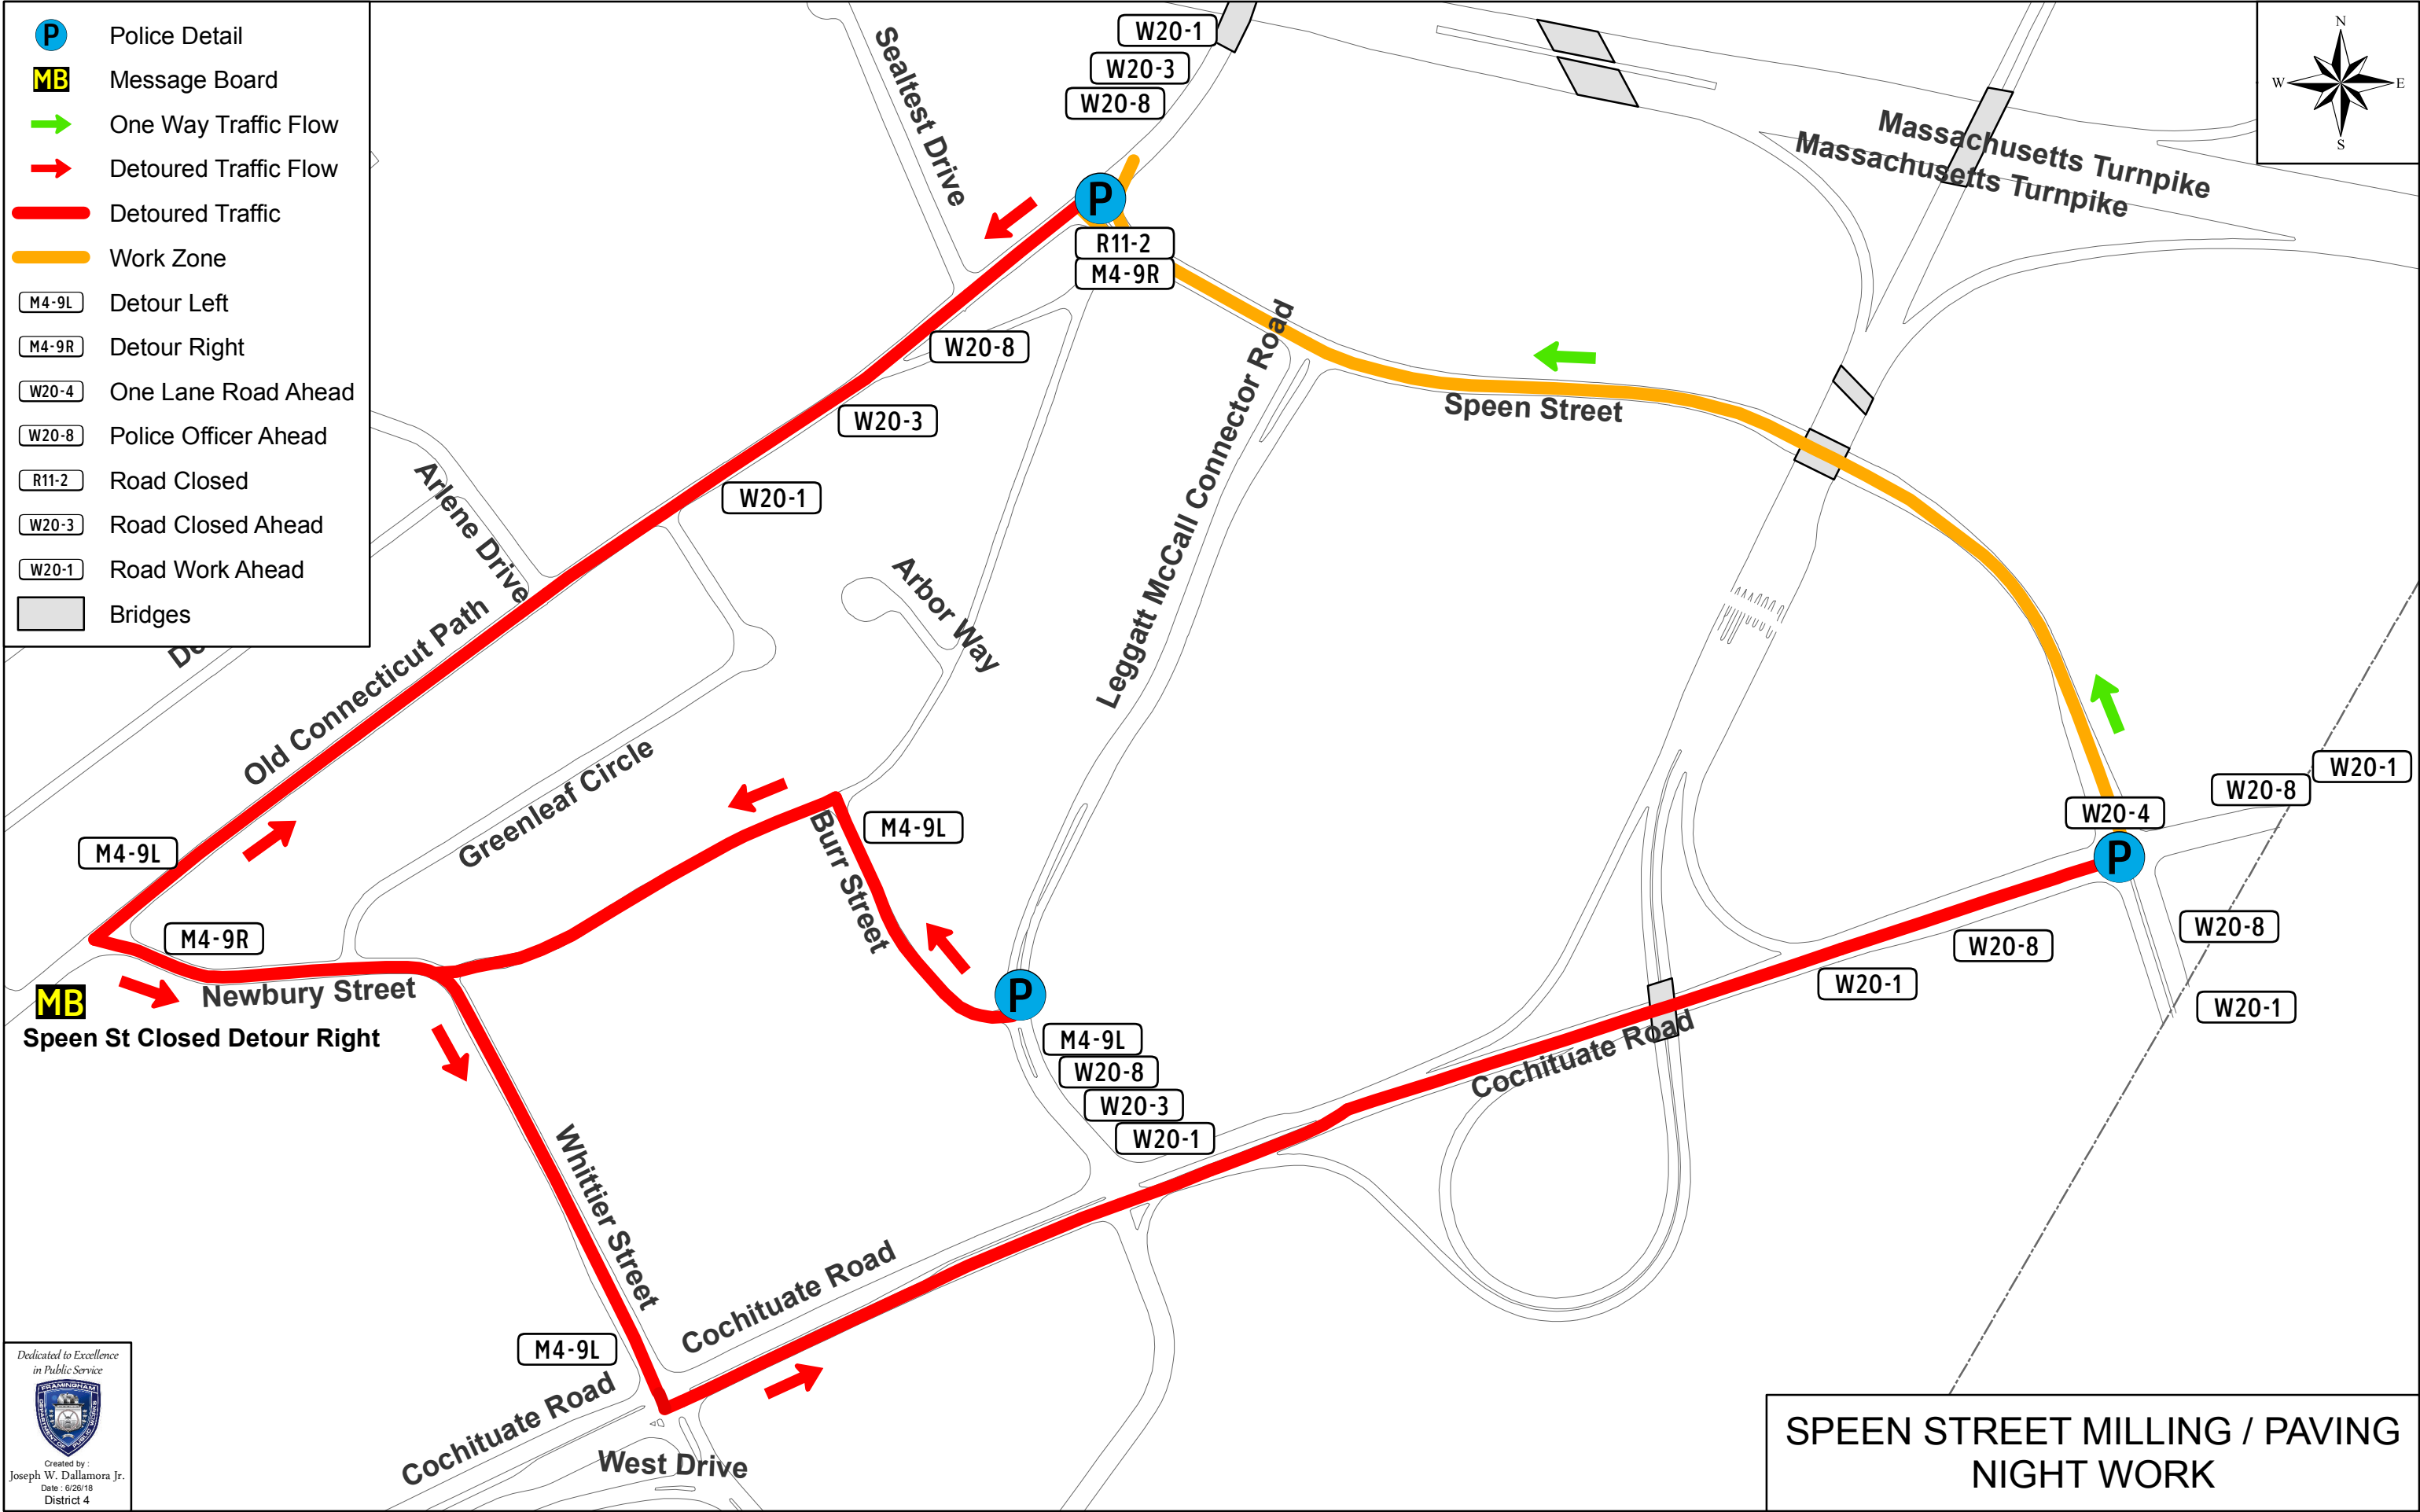 P Police Detail
MB Message Board
One Way Traffic Flow
Detoured Traffic Flow
Detoured Traffic
Work Zone
M4-9L Detour Left
M4-9R Detour Right
W20-4 One Lane Road Ahead
W20-8 Police Officer Ahead
R11-2 Road Closed
W20-3 Road Closed Ahead
W20-1 Road Work Ahead
Bridges
N
W
E
S
W20-1
W20-3
W20-8
Sealtest Drive
Massachusetts Turnpike
Massachusetts Turnpike
P
R11-2
M4-9R
W20-8
W20-3
W20-1
Speen Street
Leggatt McCall Connector Road
Arlene Drive
Arbor Way
Old Connecticut Path
Greenleaf Circle
Burr Street
M4-9L
M4-9L
M4-9R
MB
Newbury Street
Speen St Closed Detour Right
P
M4-9L
W20-8
W20-3
W20-1
W20-1
W20-8
W20-4
P
W20-8
W20-8
W20-1
W20-1
Cochituate Road
Whittier Street
Cochituate Road
M4-9L
Cochituate Road
West Drive
Dedicated to Excellence
in Public Service
FRAMINGHAM
DEPARTMENT OF PUBLIC WORKS
Created by :
Joseph W. Dallamora Jr.
Date : 6/26/18
District 4
SPEEN STREET MILLING / PAVING
NIGHT WORK